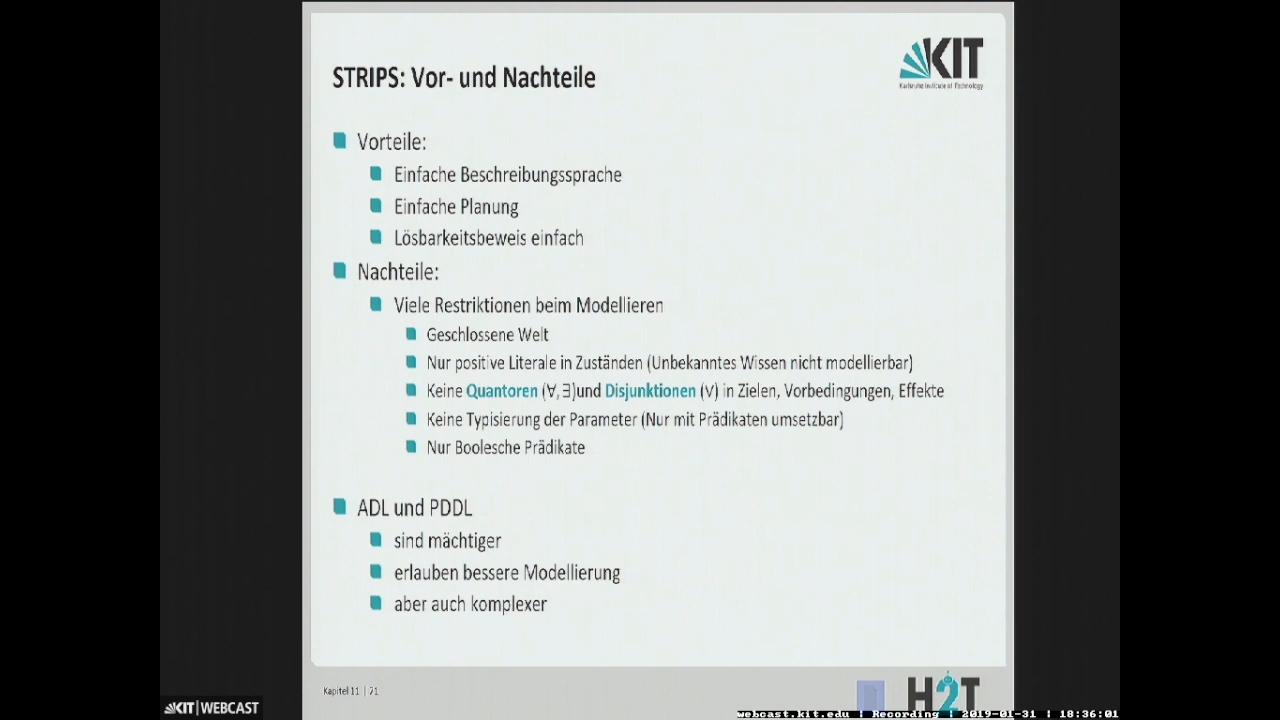 KIT
Karlsruhe Institute of Technology
STRIPS: Vor- und Nachteile
Vorteile:
Einfache Beschreibungssprache
Einfache Planung
Lösbarkeitsbeweis einfach
Nachteile:
Viele Restriktionen beim Modellieren
Geschlossene Welt
Nur positive Literale in Zuständen (Unbekanntes Wissen nicht modellierbar)
Keine Quantoren (∀,∃)und Disjunktionen (∨) in Zielen, Vorbedingungen, Effekte
Keine Typisierung der Parameter (Nur mit Prädikaten umsetzbar)
Nur Boolesche Prädikate
ADL und PDDL
sind mächtiger
erlauben bessere Modellierung
aber auch komplexer
Kapitel 11 | 71
H2T
KIT|WEBCAST
webcast.kit.edu | Recording | 2019-01-31 | 18:36:01